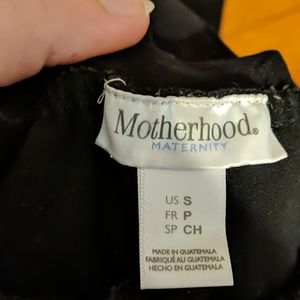 Motherhood®
MATERNITY
US S
FR P
SP CH
MADE IN GUATEMALA
FABRIQUÉ AU GUATEMALA
HECHO EN GUATEMALA